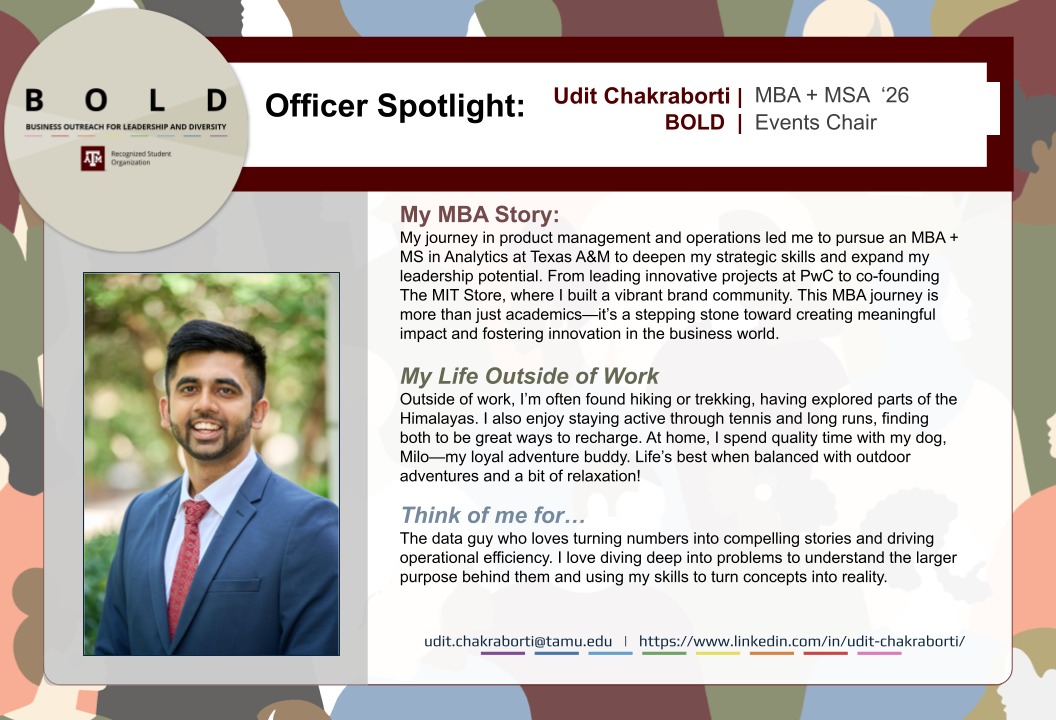 B O L D
BUSINESS OUTREACH FOR LEADERSHIP AND DIVERSITY
ĀTM
Recognized Student
Organization
Officer Spotlight:
Udit Chakraborti | MBA + MSA ‘26
BOLD | Events Chair
My MBA Story:
My journey in product management and operations led me to pursue an MBA +
MS in Analytics at Texas A&M to deepen my strategic skills and expand my
leadership potential. From leading innovative projects at PwC to co-founding
The MIT Store, where I built a vibrant brand community. This MBA journey is
more than just academics—it’s a stepping stone toward creating meaningful
impact and fostering innovation in the business world.
My Life Outside of Work
Outside of work, I’m often found hiking or trekking, having explored parts of the
Himalayas. I also enjoy staying active through tennis and long runs, finding
both to be great ways to recharge. At home, I spend quality time with my dog,
Milo—my loyal adventure buddy. Life’s best when balanced with outdoor
adventures and a bit of relaxation!
Think of me for…
The data guy who loves turning numbers into compelling stories and driving
operational efficiency. I love diving deep into problems to understand the larger
purpose behind them and using my skills to turn concepts into reality.
udit.chakraborti@tamu.edu | https://www.linkedin.com/in/udit-chakraborti/